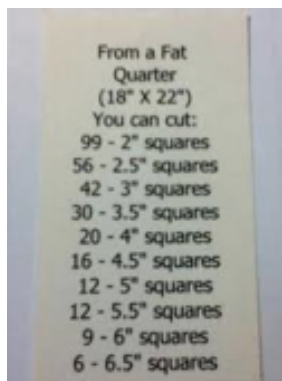 From a Fat
Quarter
(18" X 22")
You can cut:
99 - 2" squares
56 - 2.5" squares
42 - 3" squares
30 - 3.5" squares
20 - 4" squares
16 - 4.5" squares
12 - 5" squares
12 - 5.5" squares
9 - 6" squares
6 - 6.5" squares